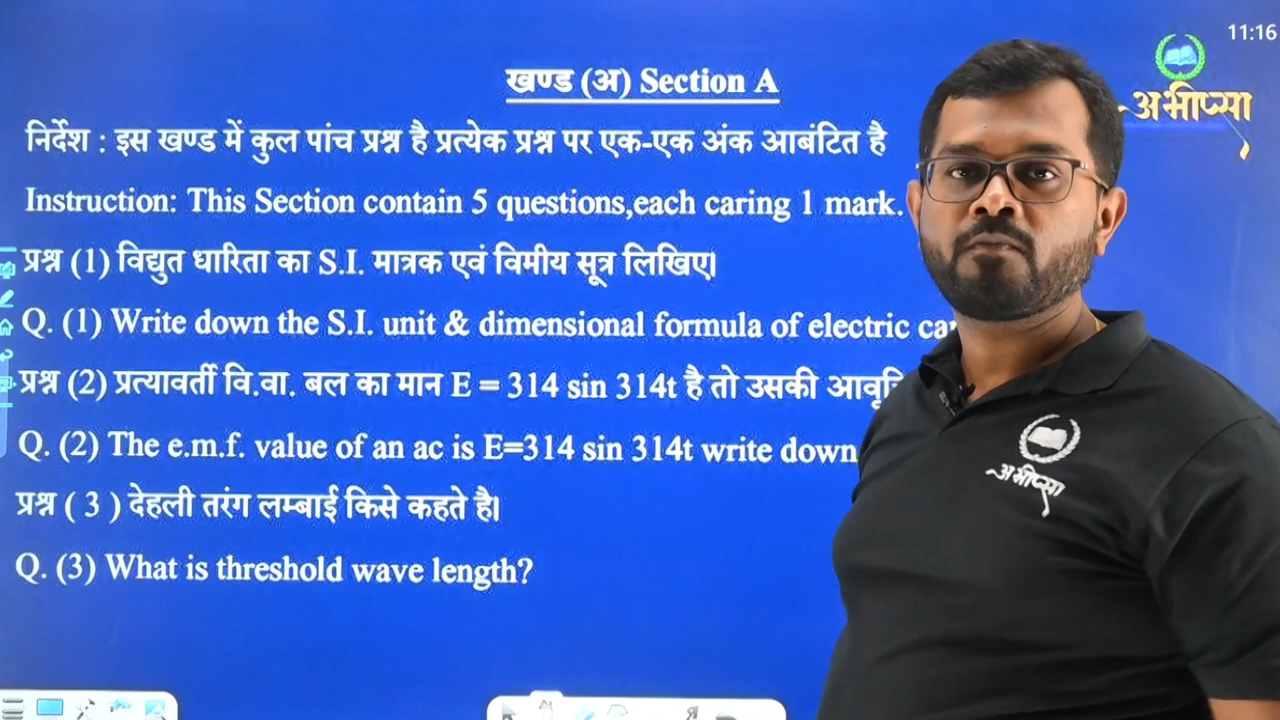 11:16
अभीप्सा
खण्ड (अ) Section A
निर्देश : इस खण्ड में कुल पांच प्रश्न है प्रत्येक प्रश्न पर एक-एक अंक आबंटित है
Instruction: This Section contain 5 questions,each caring 1 mark.
प्रश्न (1) विद्युत धारिता का S.I. मात्रक एवं विमीय सूत्र लिखिए।
Q. (1) Write down the S.I. unit & dimensional formula of electric
प्रश्न (2) प्रत्यावर्ती वि.वा. बल का मान E = 314 sin 314t है तो उसकी
Q. (2) The e.m.f. value of an ac is E=314 sin 314t write down
प्रश्न ( 3 ) देहली तरंग लम्बाई किसे कहते है।
Q. (3) What is threshold wave length?
अभीप्सा